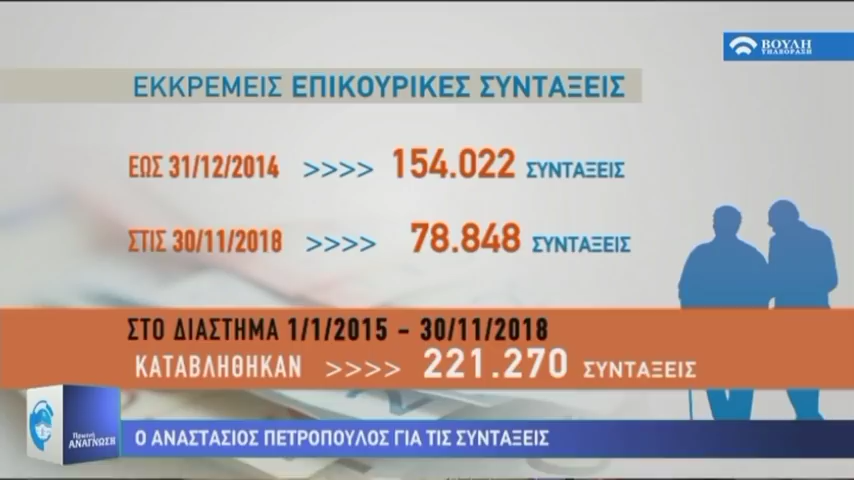 ΒΟΥΛΗ
ΤΗΛΕΟΡΑΣΗ
ΕΚΚΡΕΜΕΙΣ ΕΠΙΚΟΥΡΙΚΕΣ ΣΥΝΤΑΞΕΙΣ
ΕΩΣ 31/12/2014 >>>> 154.022 ΣΥΝΤΑΞΕΙΣ
ΣΤΙΣ 30/11/2018 >>>> 78.848 ΣΥΝΤΑΞΕΙΣ
ΣΤΟ ΔΙΑΣΤΗΜΑ 1/1/2015 – 30/11/2018
ΚΑΤΑΒΛΗΘΗΚΑΝ >>>> 221.270 ΣΥΝΤΑΞΕΙΣ
Πρωινή
ΑΝΑΓΝΩΣΗ
Ο ΑΝΑΣΤΑΣΙΟΣ ΠΕΤΡΟΠΟΥΛΟΣ ΓΙΑ ΤΙΣ ΣΥΝΤΑΞΕΙΣ